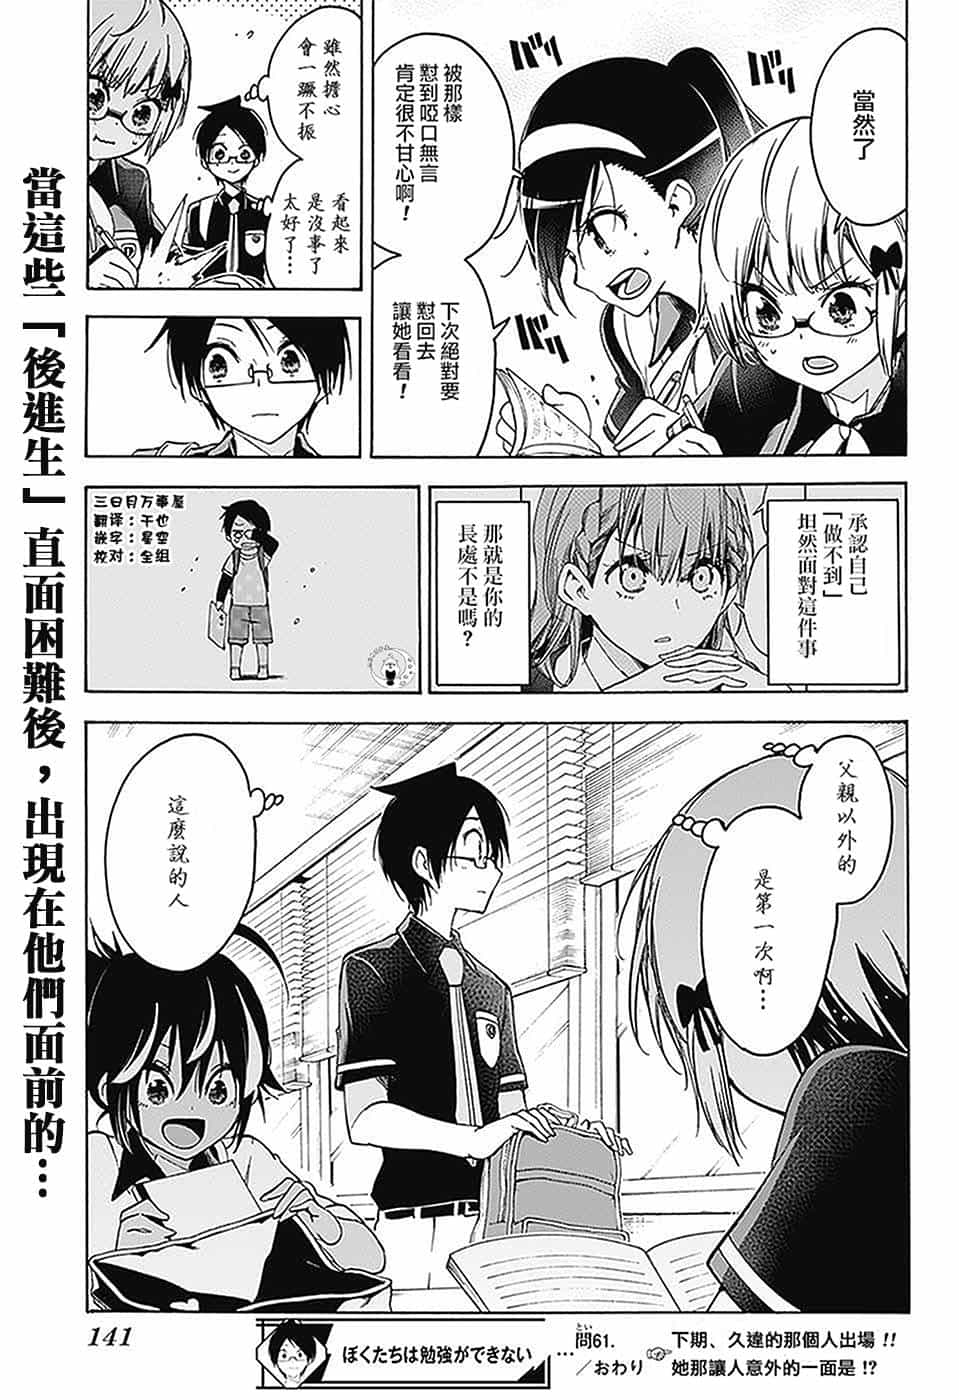 當然了
被那樣
懟到啞口無言
肯定很不甘心啊！
下次絕對要
懟回去
讓她看看！
雖然擔心
會一蹶不振
看起來
是沒事了
太好了…
承認自己
「做不到」
坦然面對這件事
那就是你的
長處不是嗎？
三日月万事屋
翻译：干也
嵌字：星空
校对：全组
父親以外的
是第一次啊…
這麼說的人
當這些「後進生」直面困難後，出現在他們面前的…
141
ぼくたちは勉強ができない
…問61.
とい
／おわり
下期、久違的那個人出場！！
她那讓人意外的一面是！？